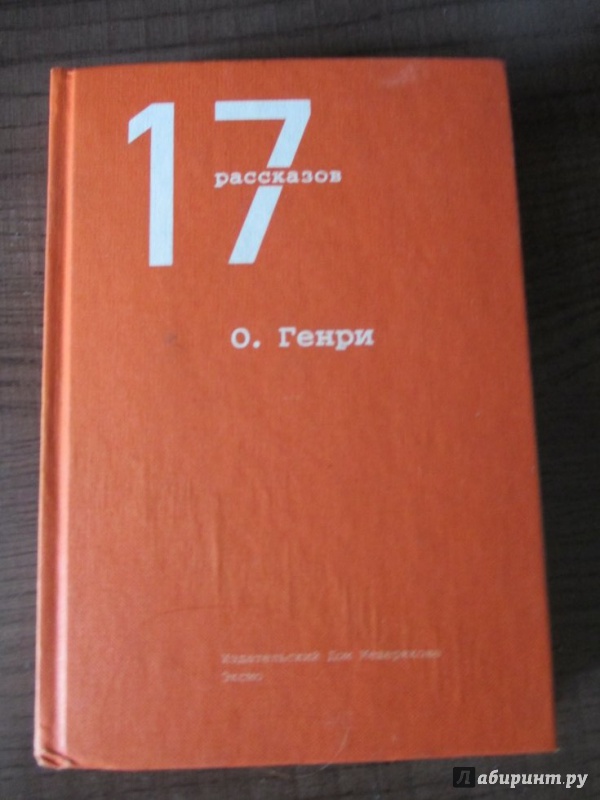 17
рассказов
О. Генри
Издательский Дом Мещерякова
Эксмо
лабиринт.ру